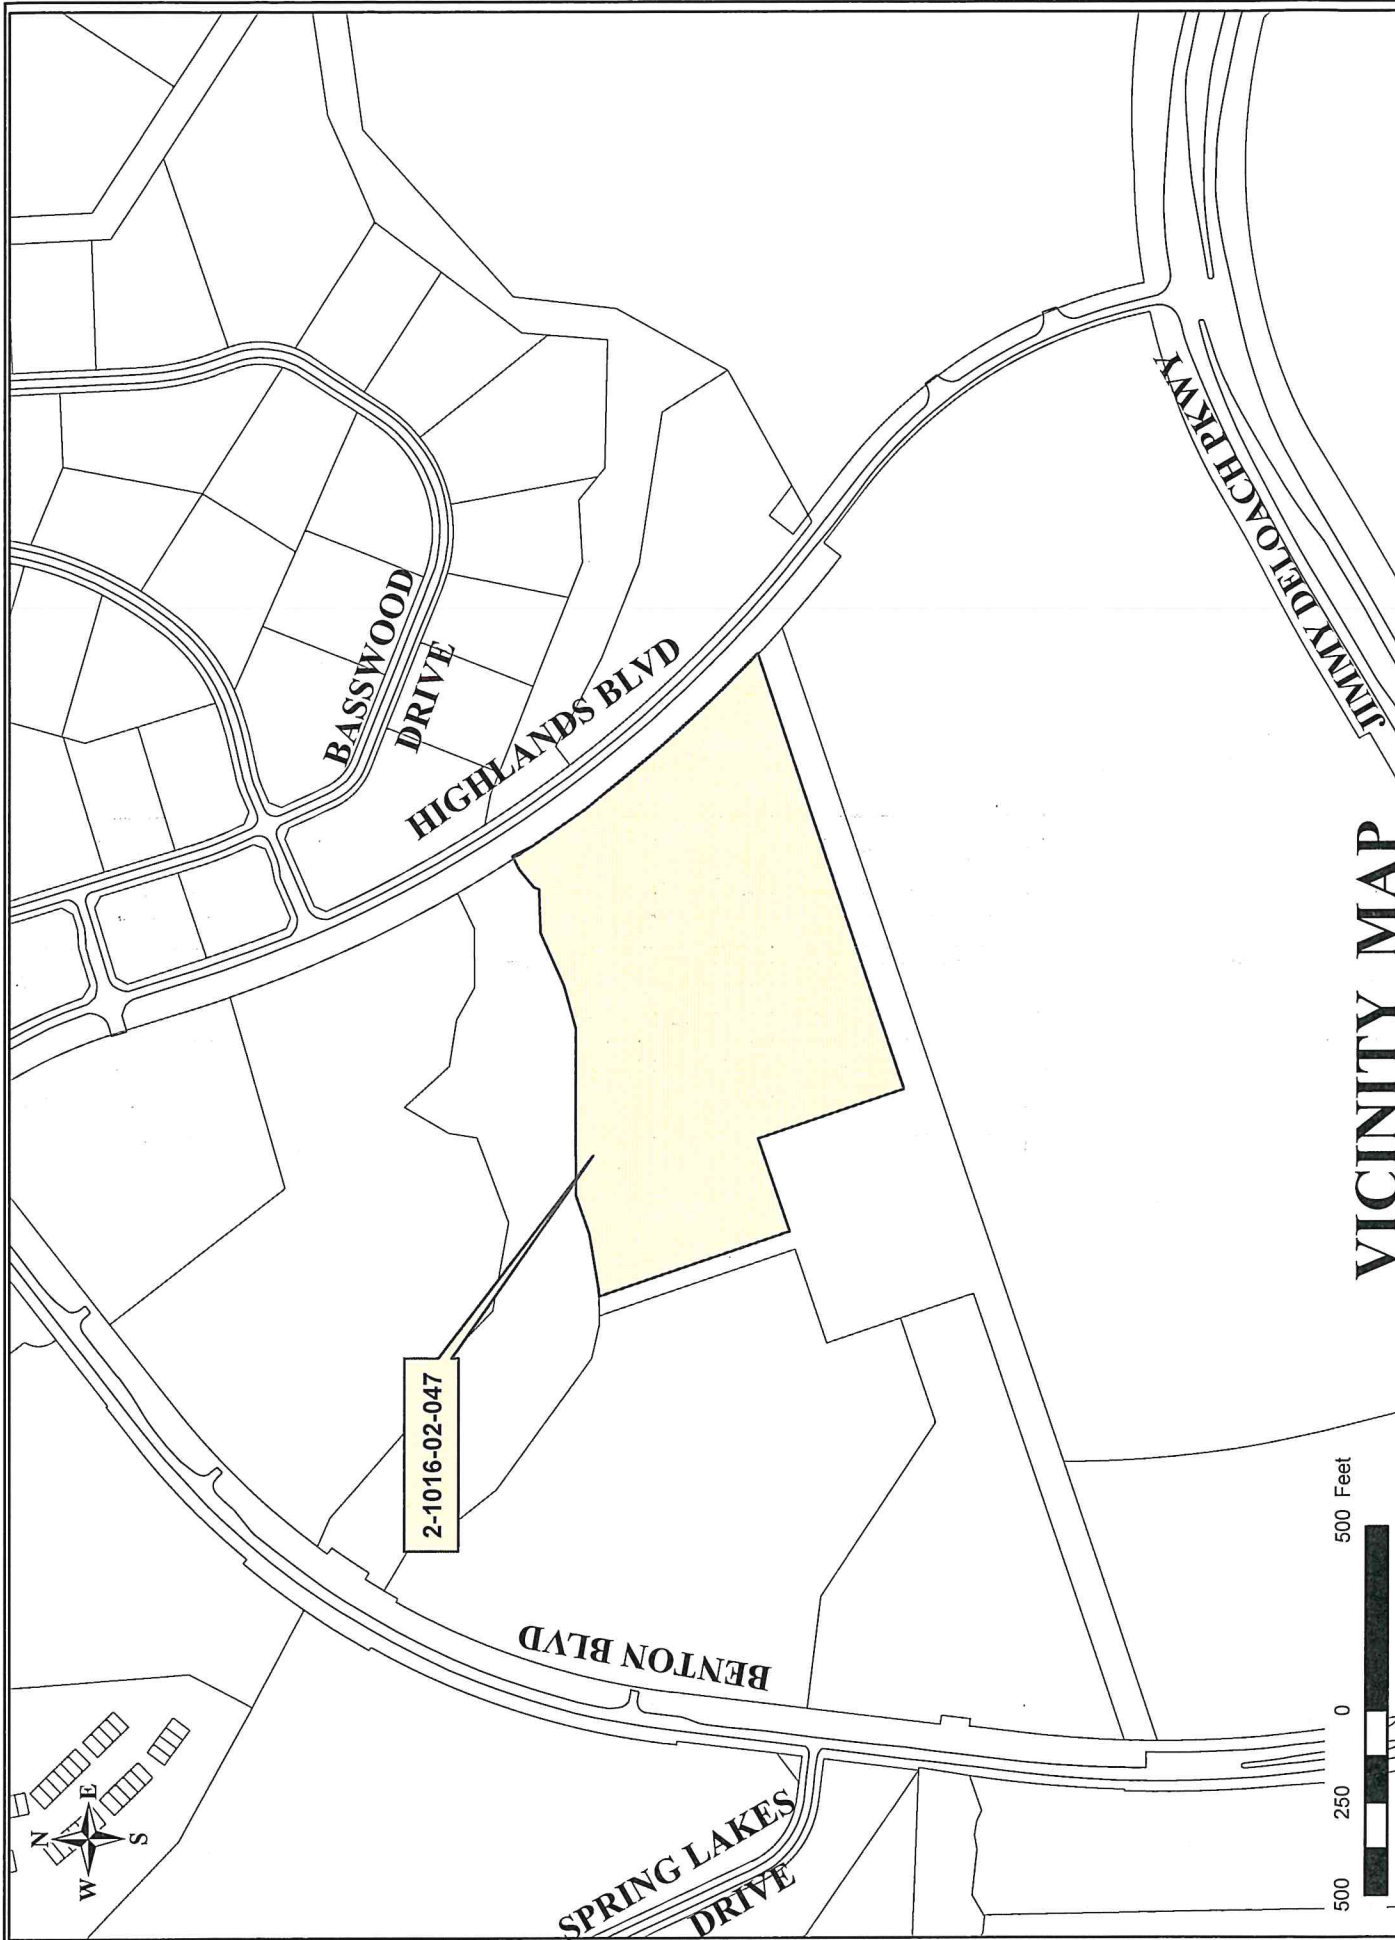 BASSWOOD
DRIVE
HIGHLANDS BLVD
JIMMY DELOACH PKWY
2-1016-02-047
BENTON BLVD
SPRING LAKES
DRIVE
N
W
E
S
VICINITY MAP
500
250
0
500 Feet